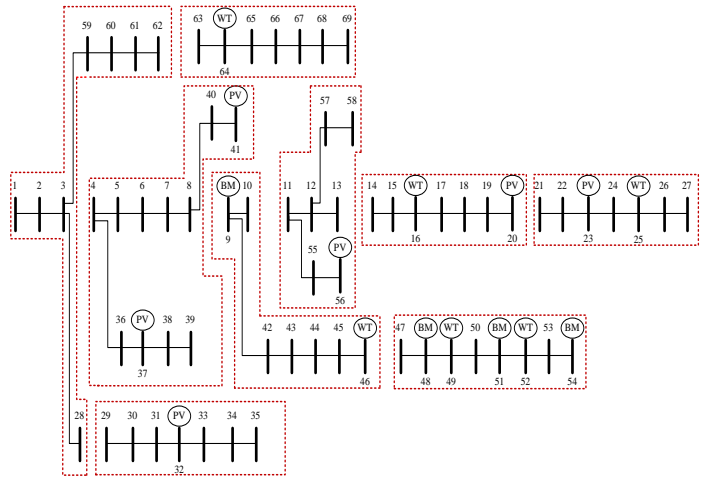 59 60 61 62
63 WT 65 66 67 68 69
64
40 PV
41
57 58
1 2 3
4 5 6 7 8
BM 10
9
11 12 13
14 15 WT 17 18 19 PV
16 20
21 22 PV 24 WT 26 27
23 25
55 PV
56
36 PV 38 39
37
42 43 44 45 WT
46
47 BM WT 50 BM WT 53 BM
48 49 51 52 54
28
29 30 31 PV 33 34 35
32